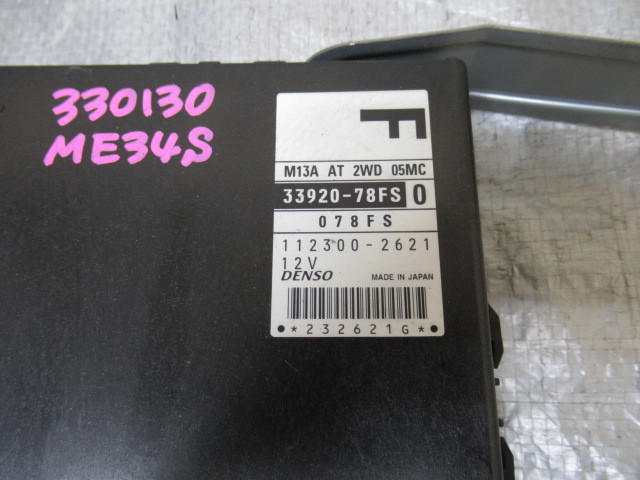 330130
ME34S
F
M13A AT 2WD 05MC
33920-78FS 0
078FS
112300-2621
12V
DENSO MADE IN JAPAN
*232621G*